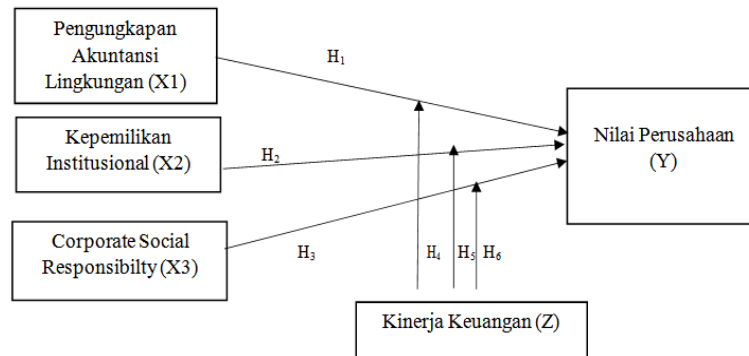 Pengungkapan
Akuntansi
Lingkungan (X1)
H1
Kepemilikan
Institusional (X2)
H2
Nilai Perusahaan
(Y)
Corporate Social
Responsibilty (X3)
H3
H4
H5
H6
Kinerja Keuangan (Z)